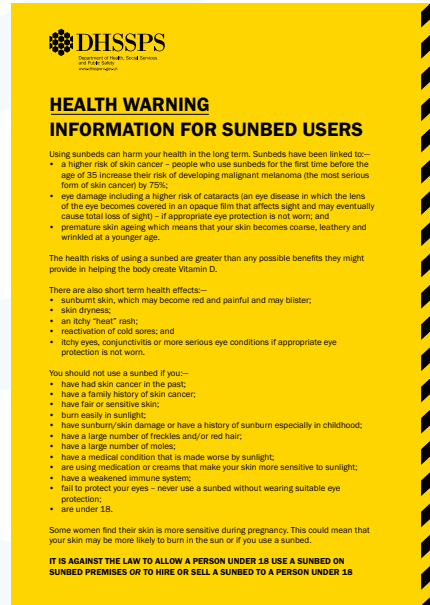 DHSSPS
Department of Health, Social Services
and Public Safety
www.dhsspsni.gov.uk
HEALTH WARNING
INFORMATION FOR SUNBED USERS
Using sunbeds can harm your health in the long term. Sunbeds have been linked to:—
• a higher risk of skin cancer – people who use sunbeds for the first time before the
age of 35 increase their risk of developing malignant melanoma (the most serious
form of skin cancer) by 75%;
• eye damage including a higher risk of cataracts (an eye disease in which the lens
of the eye becomes covered in an opaque film that affects sight and may eventually
cause total loss of sight) – if appropriate eye protection is not worn; and
• premature skin ageing which means that your skin becomes coarse, leathery and
wrinkled at a younger age.
The health risks of using a sunbed are greater than any possible benefits they might
provide in helping the body create Vitamin D.
There are also short term health effects:—
• sunburnt skin, which may become red and painful and may blister;
• skin dryness;
• an itchy “heat” rash;
• reactivation of cold sores; and
• itchy eyes, conjunctivitis or more serious eye conditions if appropriate eye
protection is not worn.
You should not use a sunbed if you:—
• have had skin cancer in the past;
• have a family history of skin cancer;
• have fair or sensitive skin;
• burn easily in sunlight;
• have sunburn/skin damage or have a history of sunburn especially in childhood;
• have a large number of freckles and/or red hair;
• have a large number of moles;
• have a medical condition that is made worse by sunlight;
• are using medication or creams that make your skin more sensitive to sunlight;
• have a weakened immune system;
• fail to protect your eyes – never use a sunbed without wearing suitable eye
protection;
• are under 18.
Some women find their skin is more sensitive during pregnancy. This could mean that
your skin may be more likely to burn in the sun or if you use a sunbed.
IT IS AGAINST THE LAW TO ALLOW A PERSON UNDER 18 USE A SUNBED ON
SUNBED PREMISES OR TO HIRE OR SELL A SUNBED TO A PERSON UNDER 18